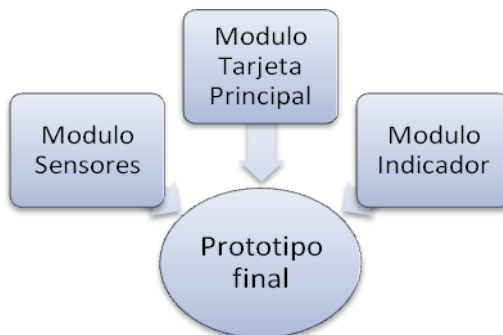 Modulo
Tarjeta
Principal
Modulo
Sensores
Modulo
Indicador
Prototipo
final